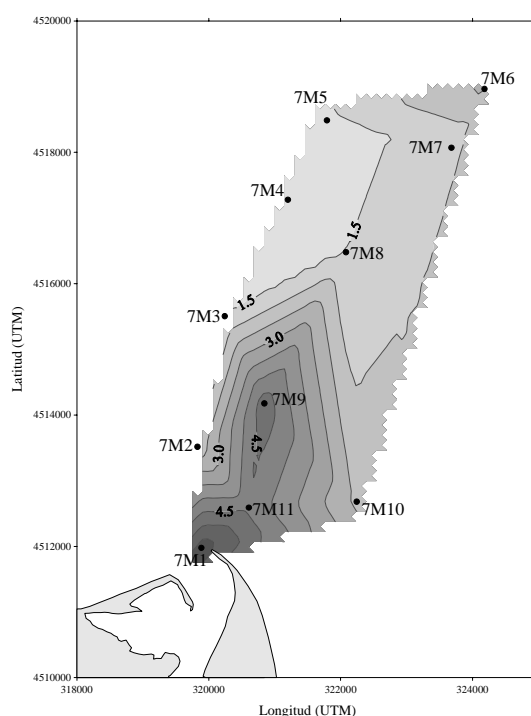 4520000
7M6
7M5
4518000
7M7
7M4
1.5
7M8
4516000
1.5
7M3
3.0
Latitud (UTM)
7M9
4514000
4.5
7M2
3.0
4.5
7M11
7M10
4512000
7M1
4510000
318000
320000
322000
324000
Longitud (UTM)